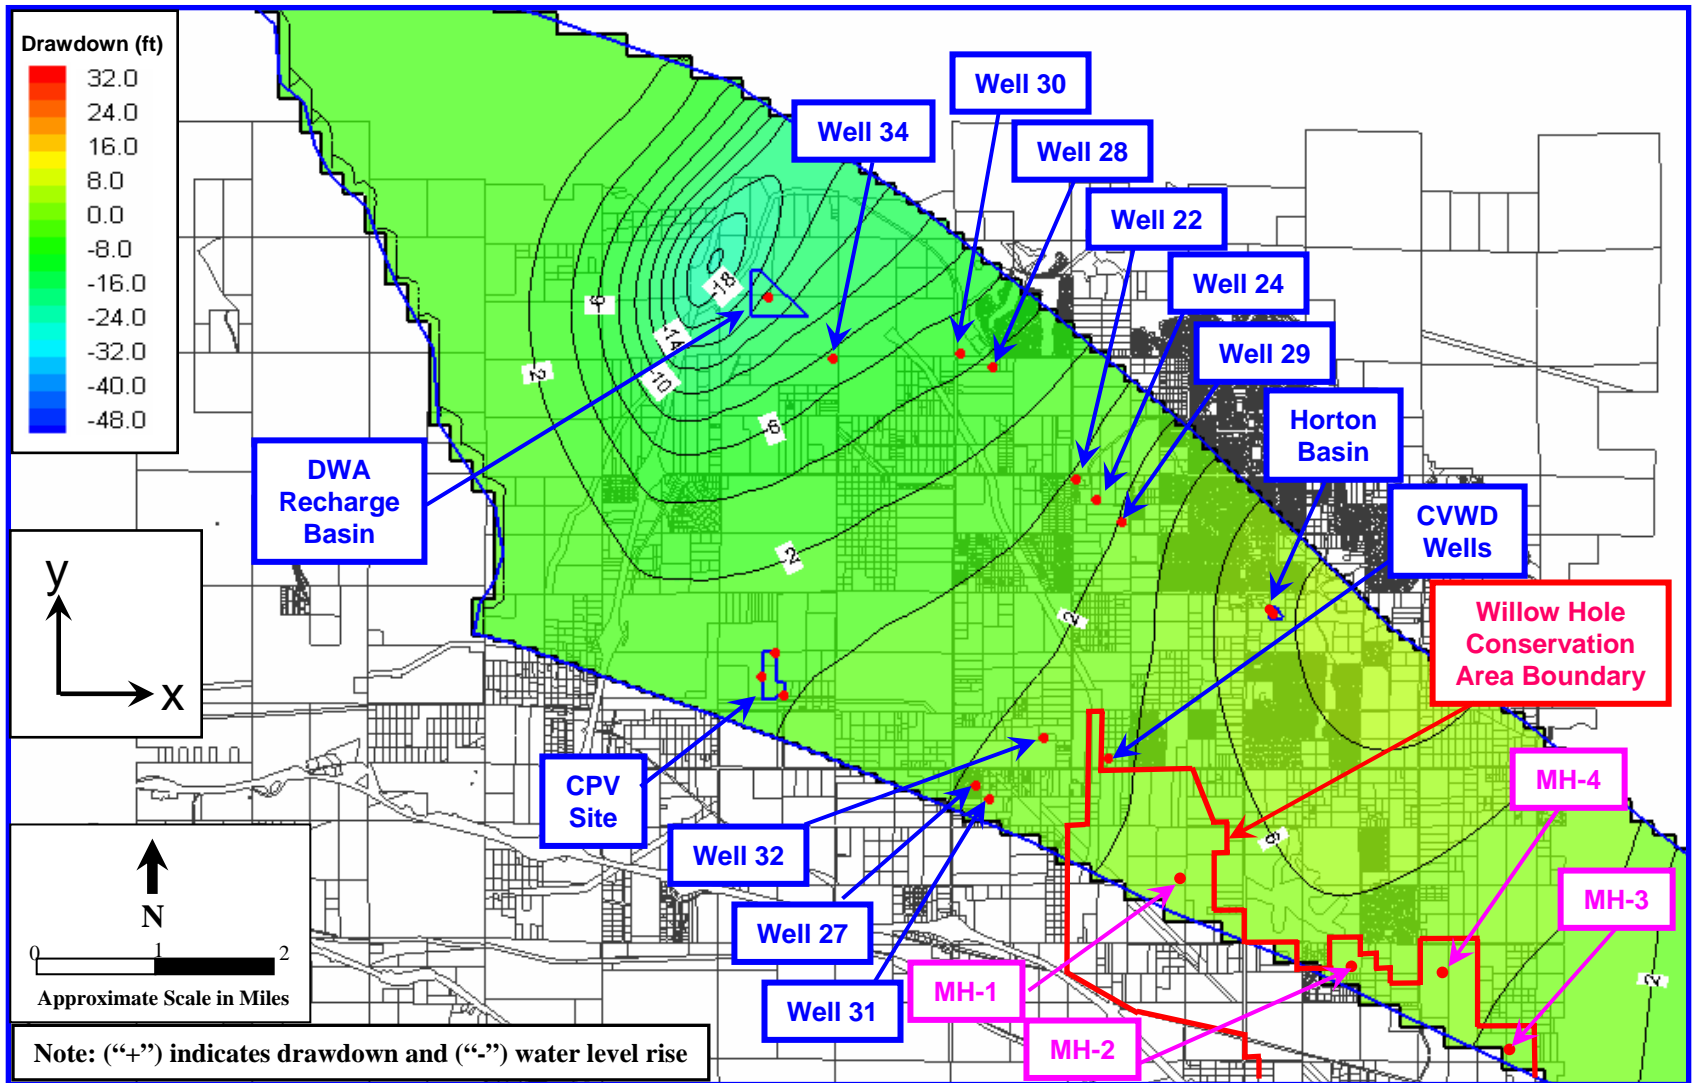 Drawdown (ft)
32.0
24.0
16.0
8.0
0.0
-8.0
-16.0
-24.0
-32.0
-40.0
-48.0
Well 30
Well 34
Well 28
Well 22
Well 24
Well 29
Horton
Basin
CVWD
Wells
Willow Hole
Conservation
Area Boundary
DWA
Recharge
Basin
-18
-14
-10
-2
2
2
y
x
CPV
Site
Well 32
Well 27
Well 31
MH-1
MH-2
MH-4
MH-3
N
0 1 2
Approximate Scale in Miles
Note: (“+”) indicates drawdown and (“-”) water level rise